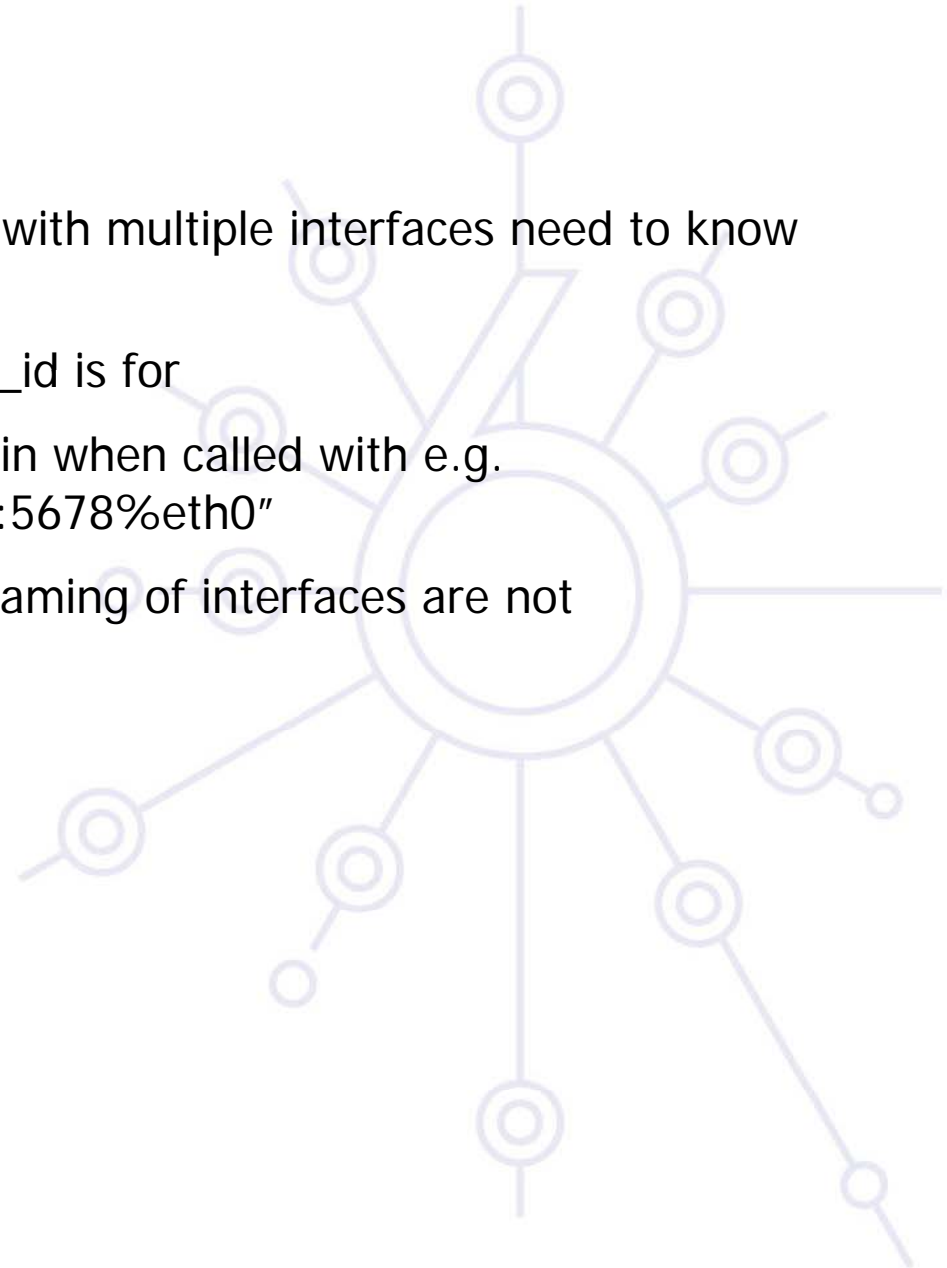 with multiple interfaces need to know
_id is for
in when called with e.g.
:5678%eth0”
aming of interfaces are not